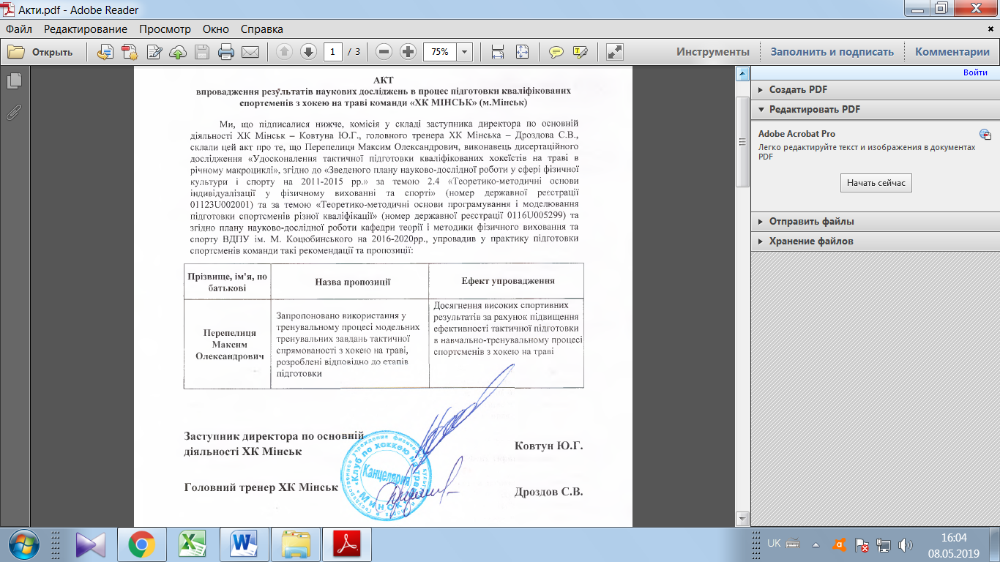 Акти.pdf - Adobe Reader
Файл Редактирование Просмотр Окно Справка
Открыть 1 / 3 75% Инструменты Заполнить и подписать Комментарии
Войти
Создать PDF
Редактировать PDF
Adobe Acrobat Pro
Легко редактируйте текст и изображения в документах
PDF
Начать сейчас
Отправить файлы
Хранение файлов
АКТ
впровадження результатів наукових досліджень в процес підготовки кваліфікованих
спортсменів з хокею на траві команди «ХК МІНСЬК» (м.Мінськ)
Ми, що підписалися нижче, комісія у складі заступника директора по основній
діяльності ХК Мінськ – Ковтуна Ю.Г., головного тренера ХК Мінська – Дроздова С.В.,
склали цей акт про те, що Перепелиця Максим Олександрович, виконавець дисертаційного
дослідження «Удосконалення тактичної підготовки кваліфікованих хокеїстів на траві в
річному макроциклі», згідно до «Зведеного плану науково-дослідної роботи у сфері фізичної
культури і спорту на 2011-2015 рр.» за темою 2.4 «Теоретико-методичні основи
індивідуалізації у фізичному вихованні та спорті» (номер державної реєстрації
01123U002001) та за темою «Теоретико-методичні основи програмування і моделювання
підготовки спортсменів різної кваліфікації» (номер державної реєстрації 0116U005299) та
згідно плану науково-дослідної роботи кафедри теорії і методики фізичного виховання та
спорту ВДПУ ім. М. Коцюбинського на 2016-2020рр., упровадив у практику підготовки
спортсменів команди такі рекомендації та пропозиції:
Прізвище, ім'я, по
батькові
Назва пропозиції
Ефект упровадження
Перепелиця
Максим
Олександрович
Запропоновано використання у
тренувальному процесі модельних
тренувальних завдань тактичної
спрямованості з хокею на траві,
розроблені відповідно до етапів
підготовки
Досягнення високих спортивних
результатів за рахунок підвищення
ефективності тактичної підготовки
в навчально-тренувальному процесі
спортсменів з хокею на траві
Заступник директора по основній
діяльності ХК Мінськ
Ковтун Ю.Г.
«Клуб по хоккею на траве
Канцелярия
Минск»
Головний тренер ХК Мінськ
Дроздов С.В.
UK
16:04
08.05.2019